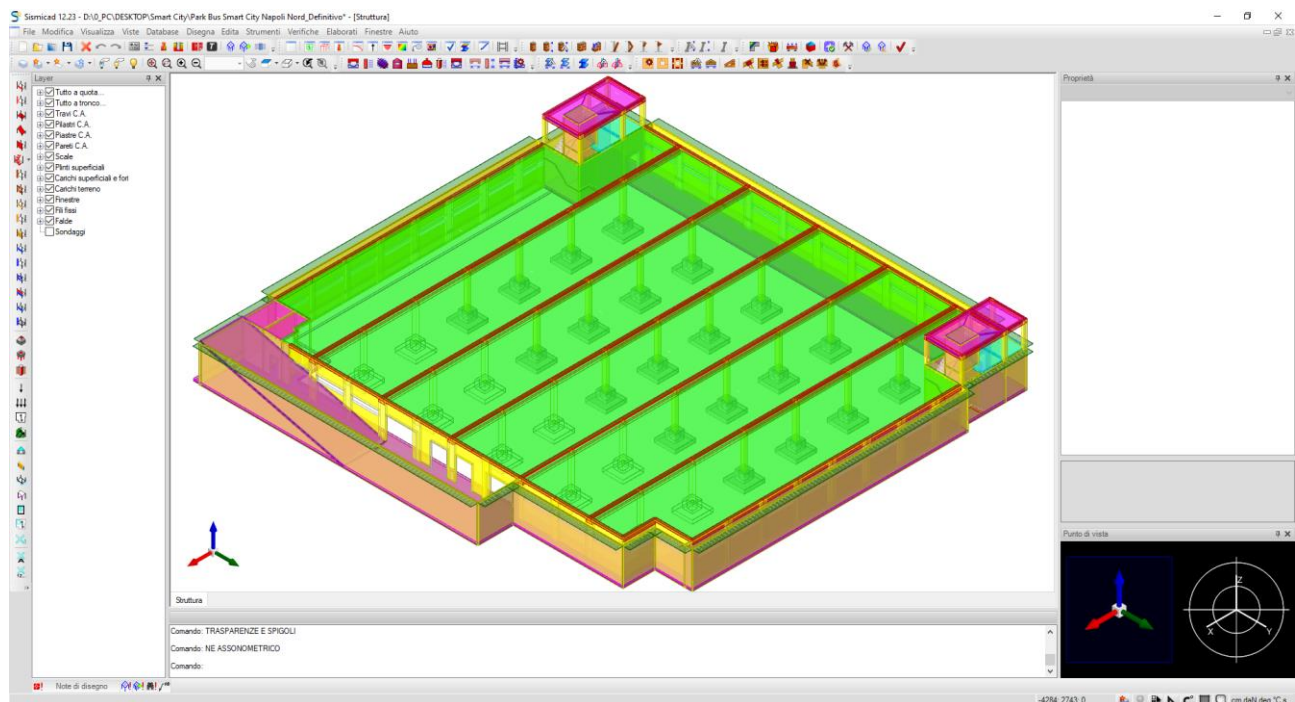 Sismicad 12.23 - D:\0_PC\DESKTOP\Smart City\Park Bus Smart City Napoli Nord_Definitivo* - [Struttura]
File Modifica Visualizza Viste Database Disegna Edita Strumenti Verifiche Elaborati Finestre Aiuto
Layer
Tutto a quota...
Tutto a tronco...
Travi C.A.
Pilastri C.A.
Piastre C.A.
Pareti C.A.
Scale
Plinti superficiali
Carichi superficiali e fori
Carichi terreno
Finestre
Fili fissi
Falde
Sondaggi
Proprietà
Punto di vista
Z
X
Y
Struttura
Comando: TRASPARENZE E SPIGOLI
Comando: NE ASSONOMETRICO
Comando:
Note di disegno
-4284; 2743; 0
cm daN deg °C s